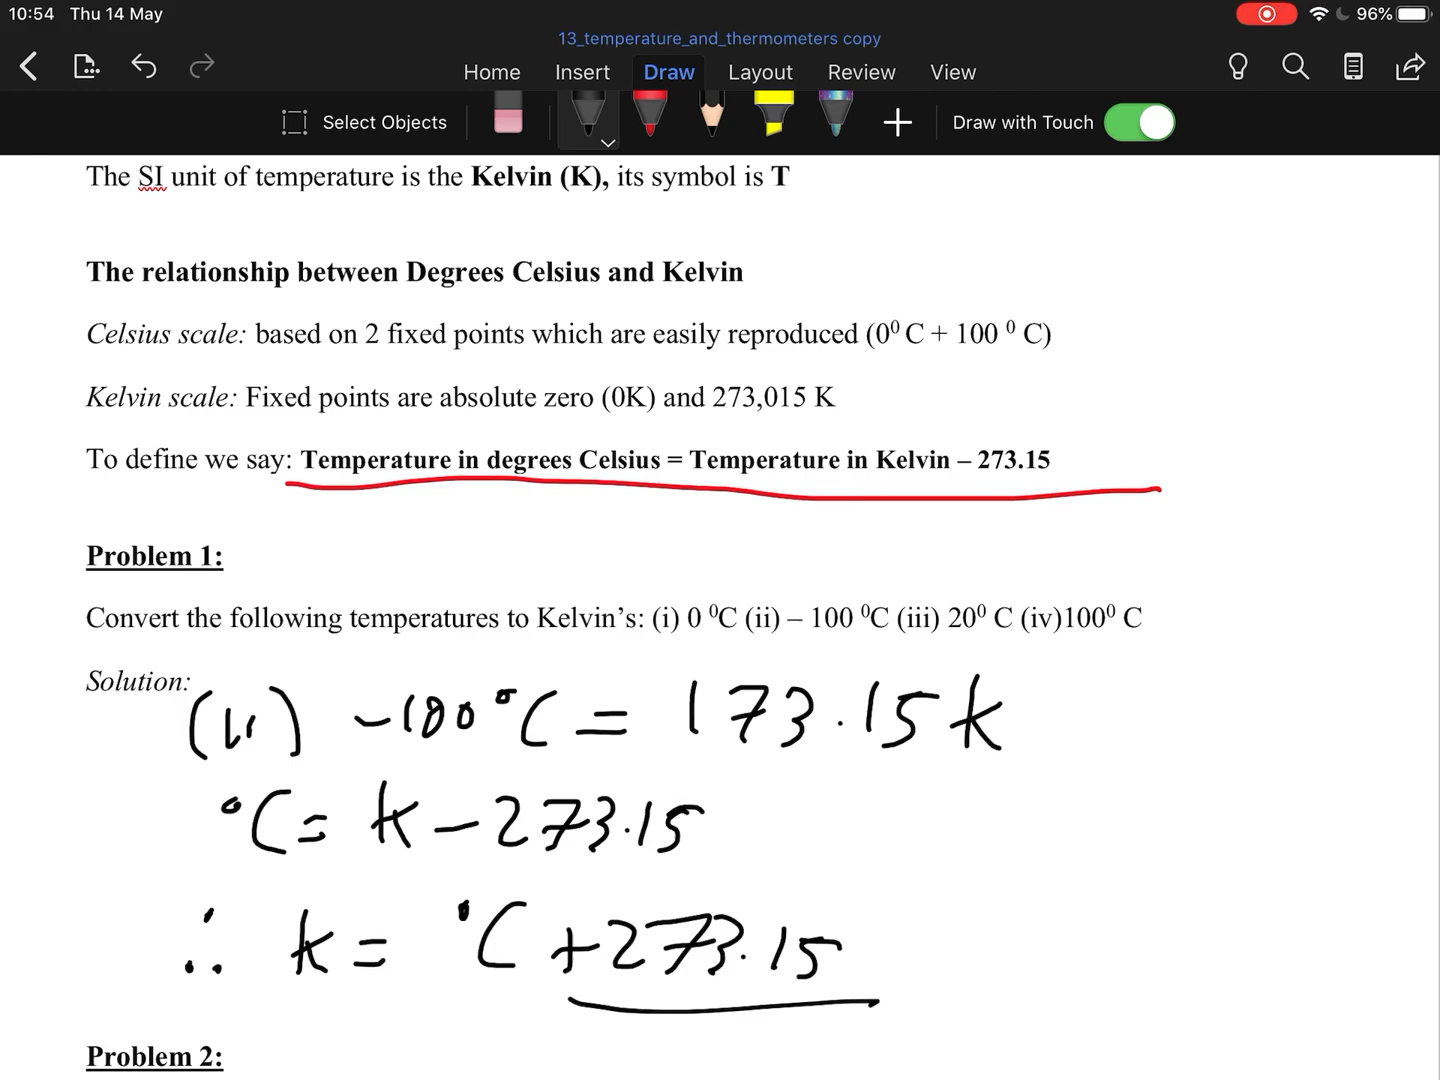 10:54 Thu 14 May
96%
13_temperature_and_thermometers copy
Home Insert Draw Layout Review View
Select Objects
Draw with Touch
The SI unit of temperature is the Kelvin (K), its symbol is T
The relationship between Degrees Celsius and Kelvin
Celsius scale: based on 2 fixed points which are easily reproduced (0⁰ C + 100 ⁰ C)
Kelvin scale: Fixed points are absolute zero (0K) and 273,015 K
To define we say: Temperature in degrees Celsius = Temperature in Kelvin – 273.15
Problem 1:
Convert the following temperatures to Kelvin’s: (i) 0 ⁰C (ii) – 100 ⁰C (iii) 20⁰ C (iv)100⁰ C
Solution:
(ii) -100°C = 173.15k
°C = k - 273.15
∴ k = °C + 273.15
Problem 2: